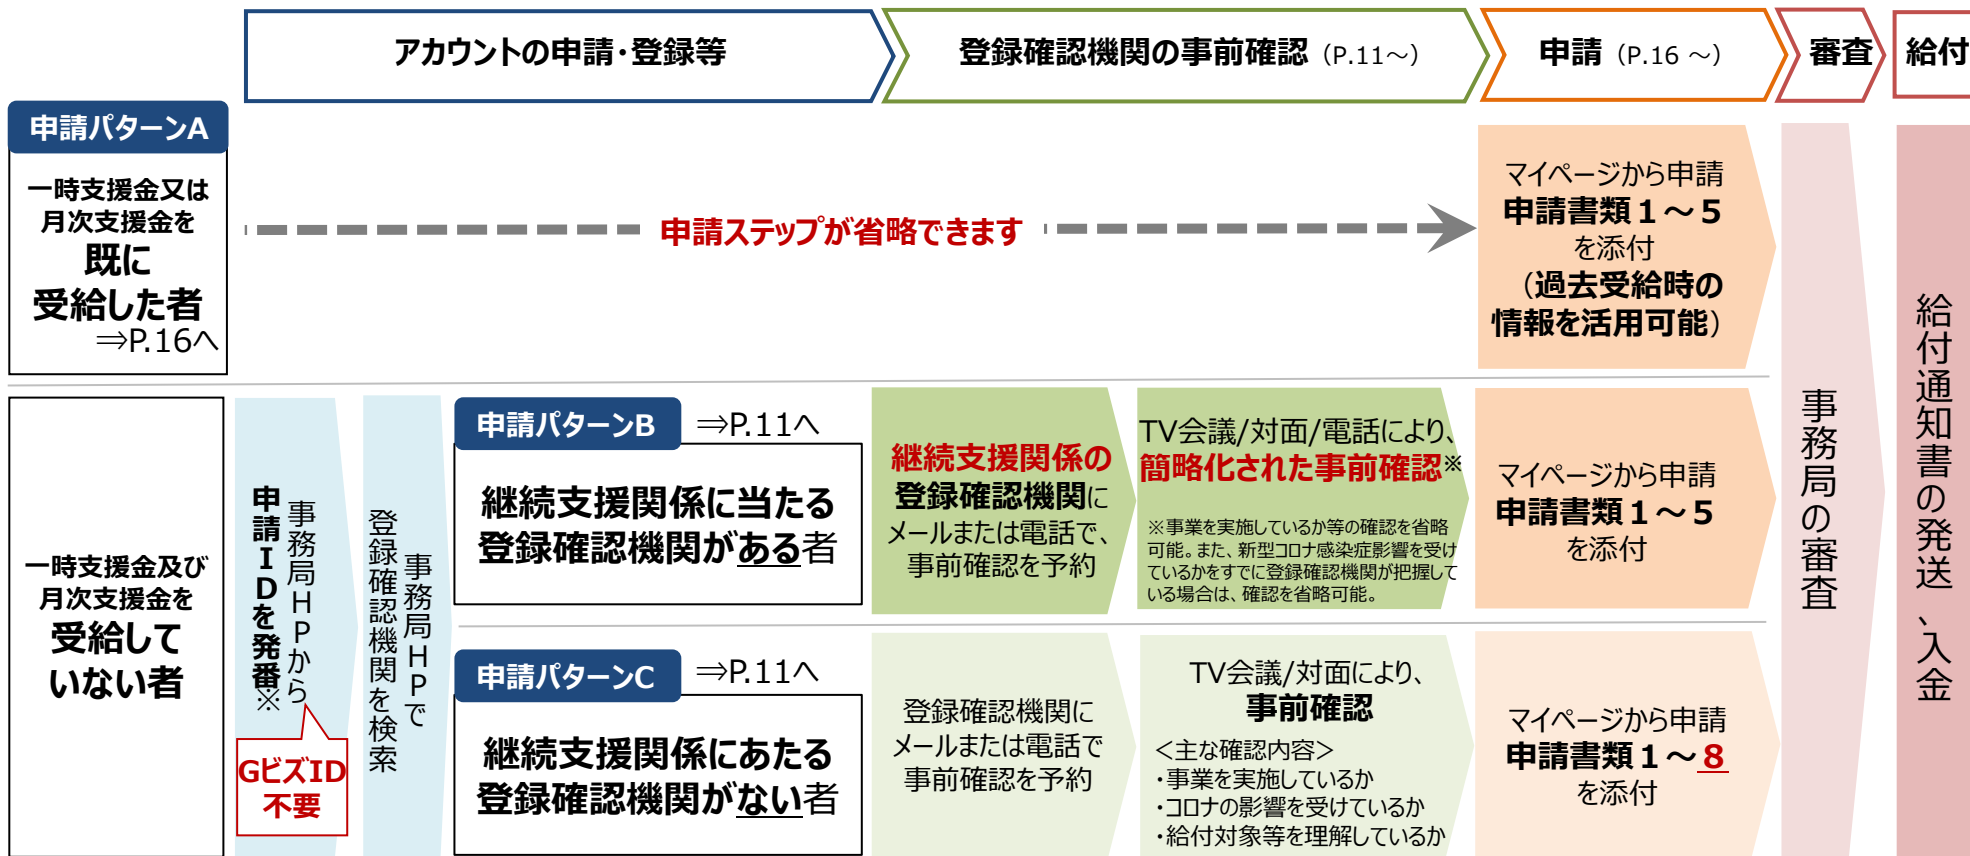 アカウントの申請・登録等
登録確認機関の事前確認（P.11～）
申請（P.16 ～）
審査
給付
申請パターンA
一時支援金又は
月次支援金を
既に
受給した者
⇒P.16へ
申請ステップが省略できます
マイページから申請
申請書類１～５
を添付
（過去受給時の
情報を活用可能）
一時支援金及び
月次支援金を
受給して
いない者
事務局ＨＰから
申請ＩＤを発番※
GビズID
不要
事務局ＨＰで
登録確認機関を検索
申請パターンB
⇒P.11へ
継続支援関係に当たる
登録確認機関がある者
継続支援関係の
登録確認機関に
メールまたは電話で、
事前確認を予約
TV会議/対面/電話により、
簡略化された事前確認※
※事業を実施しているか等の確認を省略
可能。また、新型コロナ感染症影響を受け
ているかをすでに登録確認機関が把握して
いる場合は、確認を省略可能。
マイページから申請
申請書類１～５
を添付
申請パターンC
⇒P.11へ
継続支援関係にあたる
登録確認機関がない者
登録確認機関に
メールまたは電話で
事前確認を予約
TV会議/対面により、
事前確認
＜主な確認内容＞
・事業を実施しているか
・コロナの影響を受けているか
・給付対象等を理解しているか
マイページから申請
申請書類１～８
を添付
事務局の審査
給付通知書の発送、入金